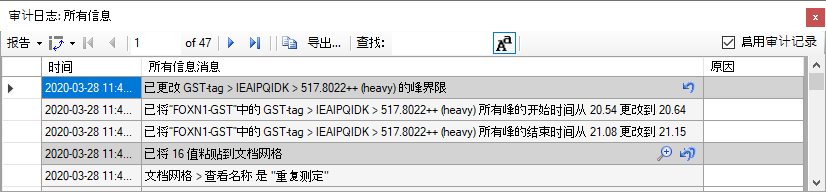 审计日志: 所有信息
报告 1 of 47 导出... 查找: Aa 启用审计记录
时间 所有信息消息 原因
2020-03-28 11:4... 已更改 GST-tag > IEAIPQIDK > 517.8022++ (heavy) 的峰界限
2020-03-28 11:4... 已将"FOXN1-GST"中的 GST-tag > IEAIPQIDK > 517.8022++ (heavy) 所有峰的开始时间从 20.54 更改到 20.64
2020-03-28 11:4... 已将"FOXN1-GST"中的 GST-tag > IEAIPQIDK > 517.8022++ (heavy) 所有峰的结束时间从 21.08 更改到 21.15
2020-03-28 11:4... 已将 16 值粘贴到文档网格
2020-03-28 11:4... 文档网格 > 查看名称 是 "重复测定"